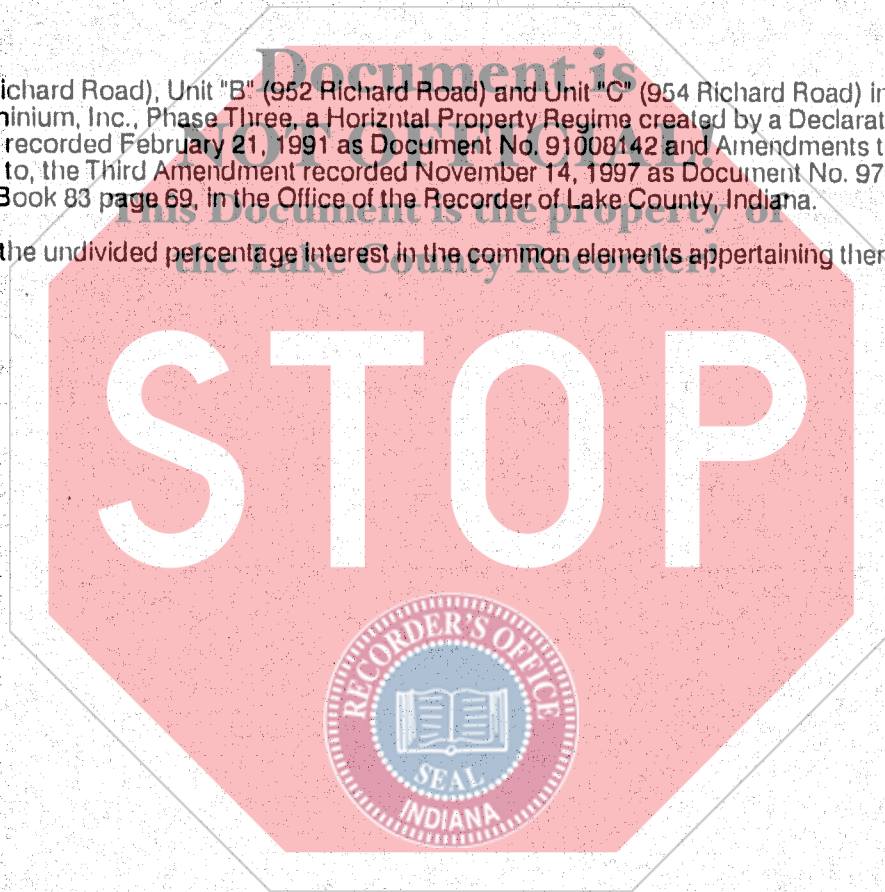 Document is
ichard Road), Unit "B" (952 Richard Road) and Unit "C" (954 Richard Road) in
ninium, Inc., Phase Three, a Horizntal Property Regime created by a Declarat
NOT OFFICIAL!
recorded February 21, 1991 as Document No. 91008142 and Amendments t
to, the Third Amendment recorded November 14, 1997 as Document No. 97
Book 83 page 69, in the Office of the Recorder of Lake County, Indiana.
This Document is the property of
the undivided percentage interest in the common elements appertaining ther
the Lake County Recorder!
STOP
RECORDER'S OFFICE
SEAL
INDIANA